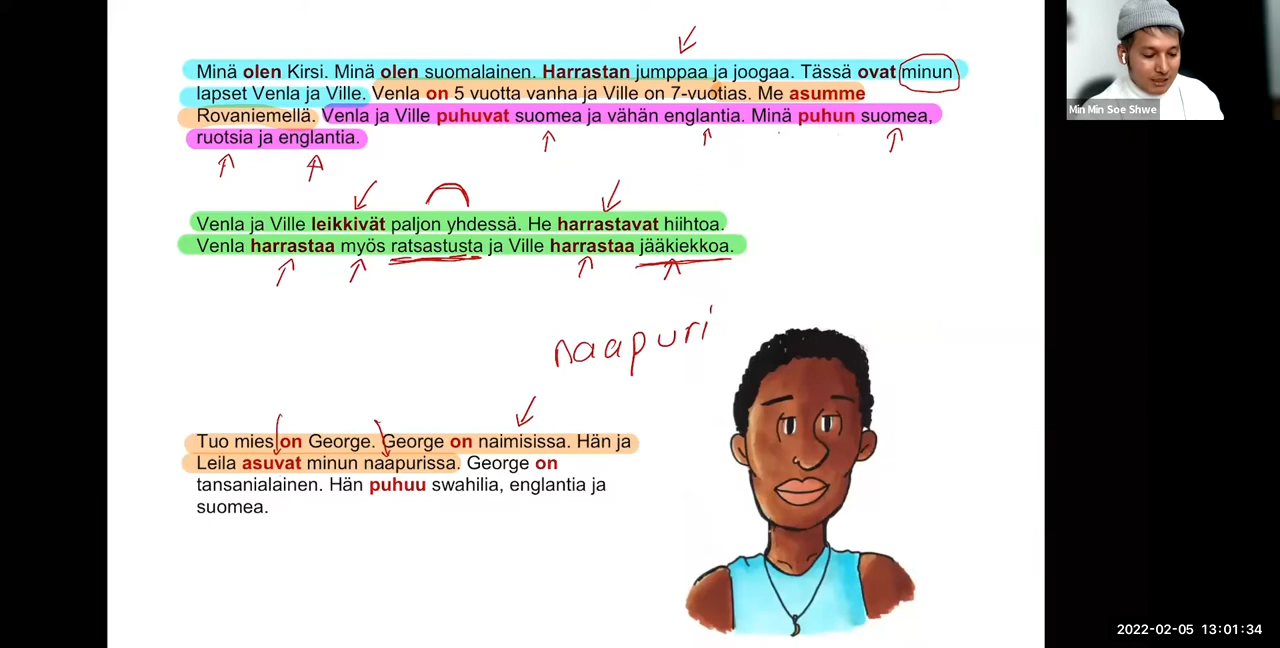 Minä olen Kirsi. Minä olen suomalainen. Harrastan jumppaa ja joogaa. Tässä ovat minun
lapset Venla ja Ville. Venla on 5 vuotta vanha ja Ville on 7-vuotias. Me asumme
Rovaniemellä. Venla ja Ville puhuvat suomea ja vähän englantia. Minä puhun suomea,
ruotsia ja englantia.
Venla ja Ville leikkivät paljon yhdessä. He harrastavat hiihtoa.
Venla harrastaa myös ratsastusta ja Ville harrastaa jääkiekkoa.
naapuri
Tuo mies on George. George on naimisissa. Hän ja
Leila asuvat minun naapurissa. George on
tansanialainen. Hän puhuu swahilia, englantia ja
suomea.
Min Min Soe Shwe
2022-02-05 13:01:34